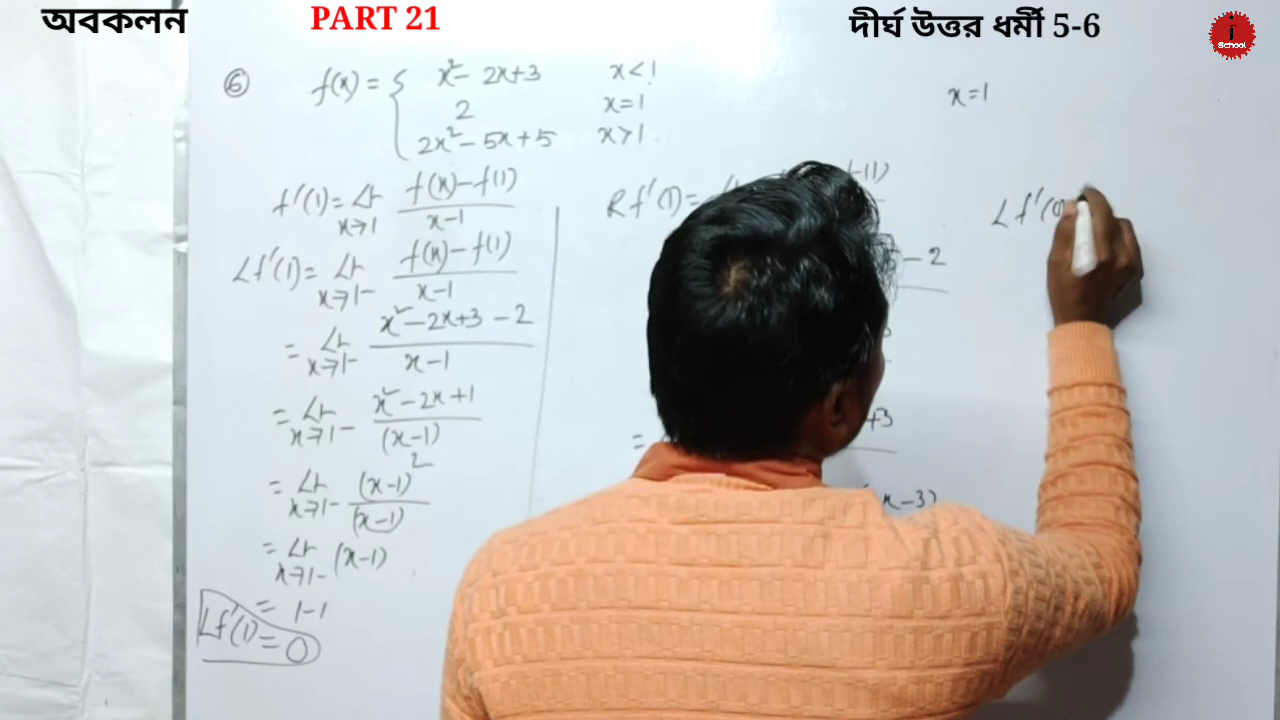 অবকলন
PART 21
দীর্ঘ উত্তর ধর্মী 5-6
f
School
⑥ f(x) = { x² - 2x + 3 x < 1
2 x = 1
2x² - 5x + 5 x > 1
x = 1
f'(1) = Lt x→1 f(x) - f(1) / x - 1
Lf'(1) = Lt x→1- f(x) - f(1) / x - 1
= Lt x→1- x² - 2x + 3 - 2 / x - 1
= Lt x→1- x² - 2x + 1 / (x - 1)
= Lt x→1- (x - 1)² / (x - 1)
= Lt x→1- (x - 1)
= 1 - 1
Lf'(1) = 0
Rf'(1) =
- 2
=
+3
x - 3)
Lf'(